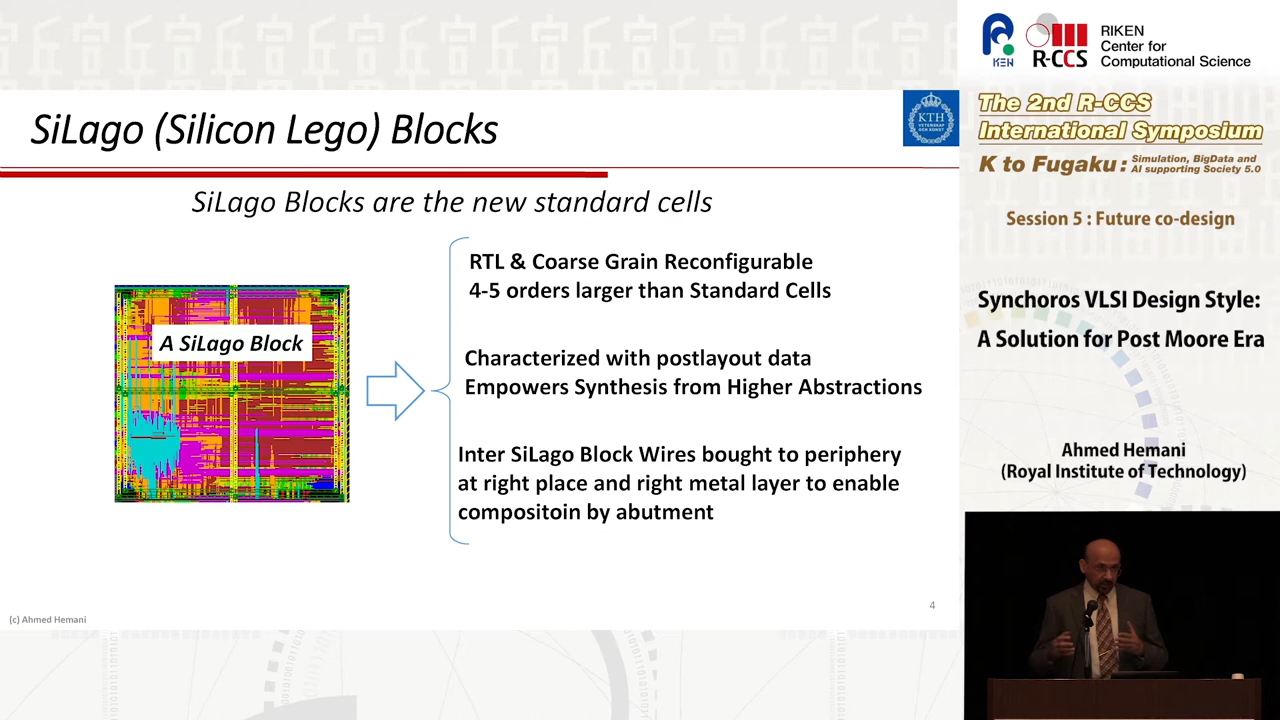 SiLago (Silicon Lego) Blocks
KTH
VETENSKAP
OCH KONST
SiLago Blocks are the new standard cells
A SiLago Block
RTL & Coarse Grain Reconfigurable
4-5 orders larger than Standard Cells
Characterized with postlayout data
Empowers Synthesis from Higher Abstractions
Inter SiLago Block Wires bought to periphery
at right place and right metal layer to enable
compositoin by abutment
(c) Ahmed Hemani
4
RIKEN
R-CCS
RIKEN
Center for
Computational Science
The 2nd R-CCS
International Symposium
K to Fugaku : Simulation, BigData and
AI supporting Society 5.0
Session 5 : Future co-design
Synchoros VLSI Design Style:
A Solution for Post Moore Era
Ahmed Hemani
(Royal Institute of Technology)